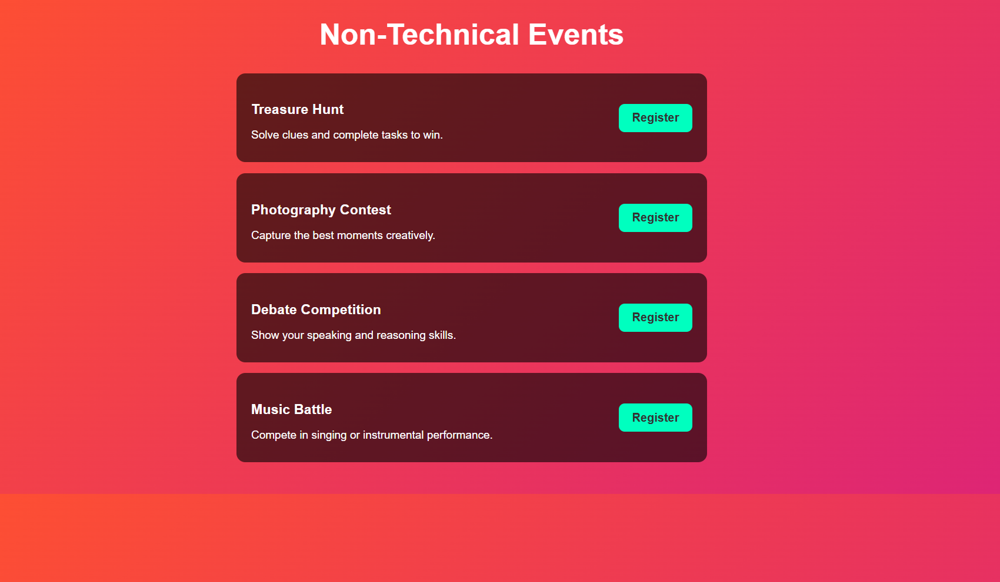 Non-Technical Events
Treasure Hunt
Register
Solve clues and complete tasks to win.
Photography Contest
Register
Capture the best moments creatively.
Debate Competition
Register
Show your speaking and reasoning skills.
Music Battle
Register
Compete in singing or instrumental performance.